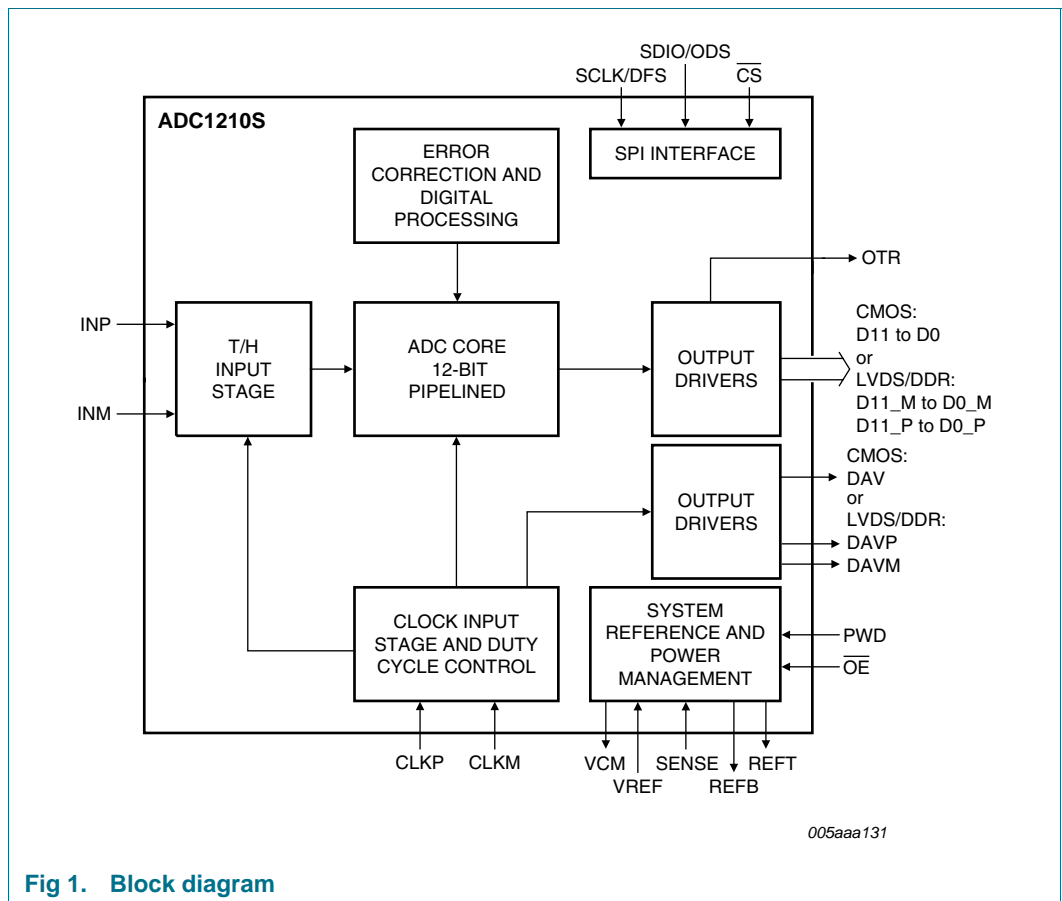 SDIO/ODS
SCLK/DFS
C̅S̅
ADC1210S
ERROR
CORRECTION AND
DIGITAL
PROCESSING
SPI INTERFACE
OTR
INP
INM
T/H
INPUT
STAGE
ADC CORE
12-BIT
PIPELINED
OUTPUT
DRIVERS
CMOS:
D11 to D0
or
LVDS/DDR:
D11_M to D0_M
D11_P to D0_P
OUTPUT
DRIVERS
CMOS:
DAV
or
LVDS/DDR:
DAVP
DAVM
CLOCK INPUT
STAGE AND DUTY
CYCLE CONTROL
SYSTEM
REFERENCE AND
POWER
MANAGEMENT
PWD
O̅E̅
CLKP
CLKM
VCM
VREF
SENSE
REFB
REFT
005aaa131
Fig 1. Block diagram